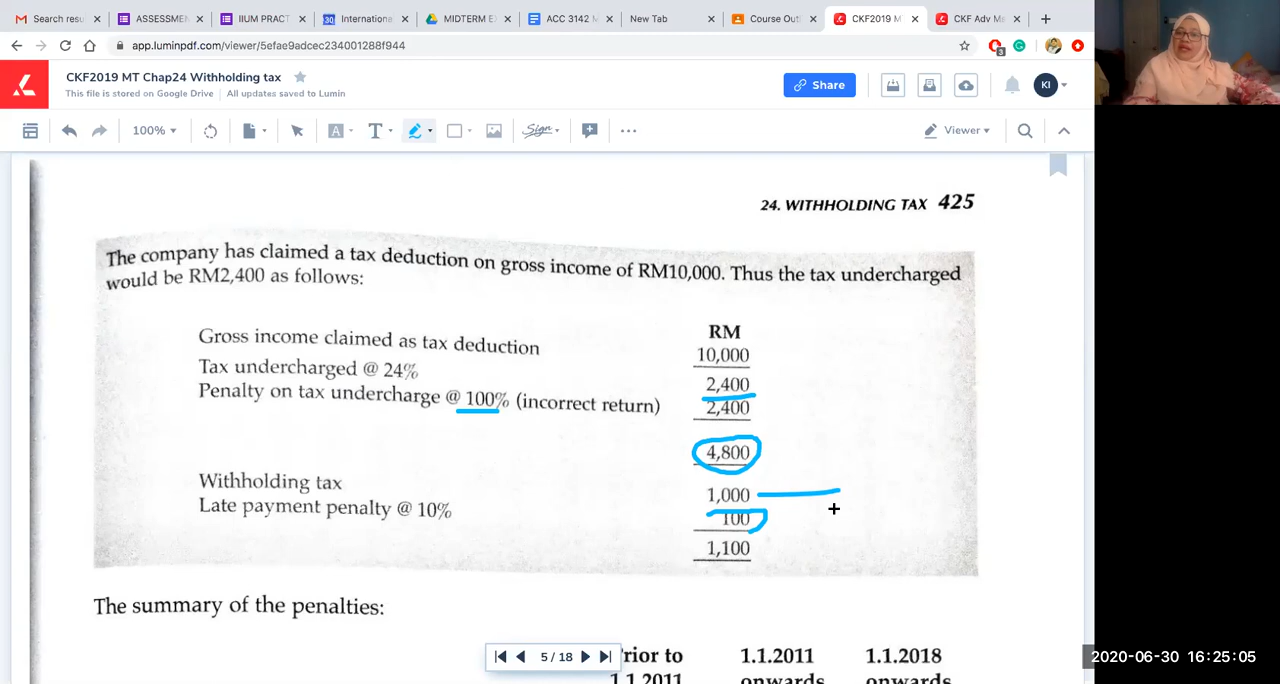 Search resu
ASSESSMEN
IIUM PRACT
Internationa
MIDTERM E
ACC 3142 M
New Tab
Course Out
CKF2019 M
CKF Adv Ma
app.luminpdf.com/viewer/5efae9adcec234001288f944
CKF2019 MT Chap24 Withholding tax
This file is stored on Google Drive
All updates saved to Lumin
Share
KI
100%
A
T
Sign
Viewer
24. WITHHOLDING TAX 425
The company has claimed a tax deduction on gross income of RM10,000. Thus the tax undercharged
would be RM2,400 as follows:
RM
Gross income claimed as tax deduction 10,000
Tax undercharged @ 24% 2,400
Penalty on tax undercharge @ 100% (incorrect return) 2,400
4,800
Withholding tax 1,000
Late payment penalty @ 10% 100
1,100
The summary of the penalties:
5 / 18
Prior to 1.1.2011 1.1.2018
1.1.2011 onwards onwards
2020-06-30 16:25:05